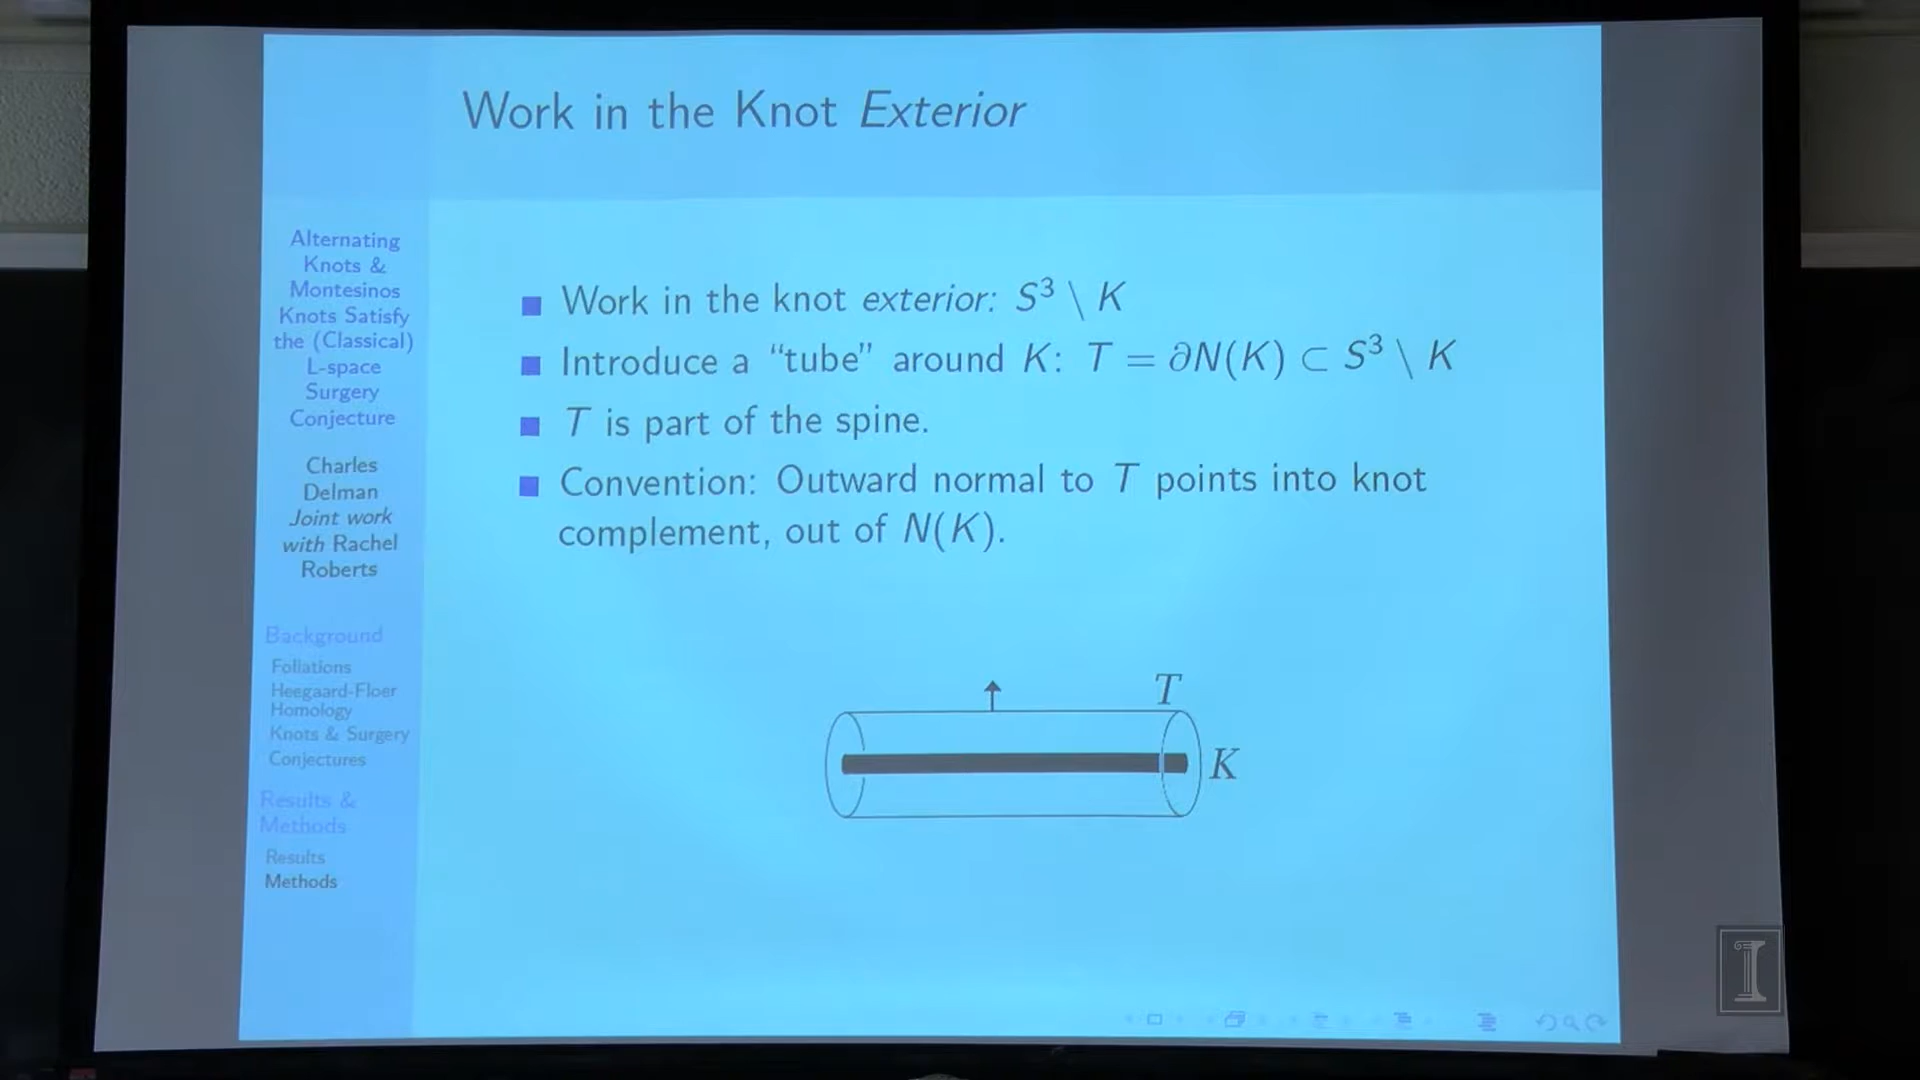 Work in the Knot Exterior
Alternating
Knots &
Montesinos
Knots Satisfy
the (Classical)
L-space
Surgery
Conjecture
Charles
Delman
Joint work
with Rachel
Roberts
Background
Foliations
Heegaard-Floer
Homology
Knots & Surgery
Conjectures
Results &
Methods
Results
Methods
Work in the knot exterior: S³ \ K
Introduce a “tube” around K: T = ∂N(K) ⊂ S³ \ K
T is part of the spine.
Convention: Outward normal to T points into knot
complement, out of N(K).
T
K
I